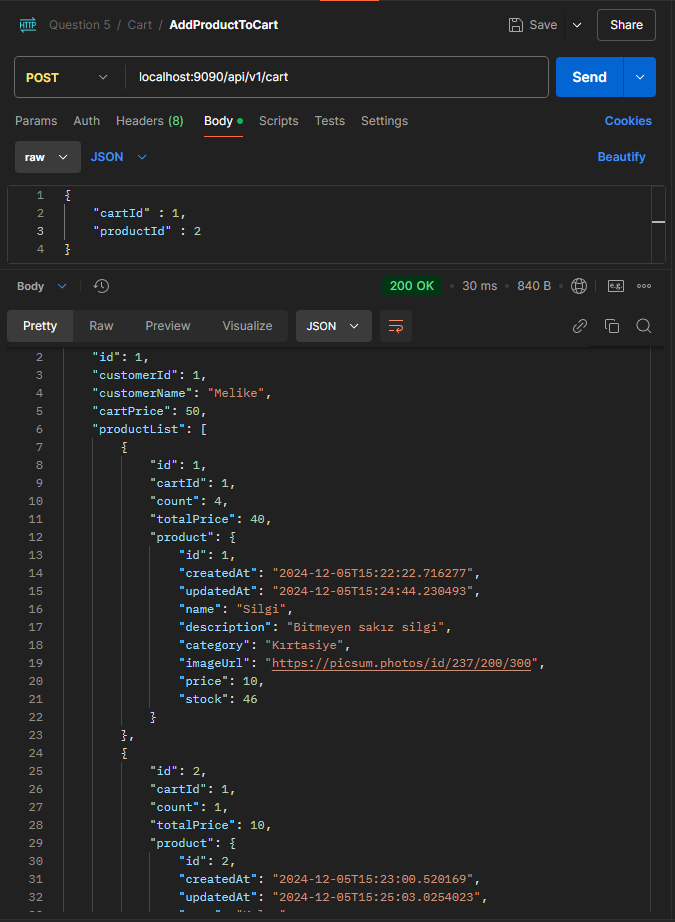 HTTP Question 5 / Cart / AddProductToCart Save Share
POST localhost:9090/api/v1/cart Send
Params Auth Headers (8) Body Scripts Tests Settings Cookies
raw JSON Beautify
1 {
2 "cartId" : 1,
3 "productId" : 2
4 }
Body 200 OK 30 ms 840 B e.g.
Pretty Raw Preview Visualize JSON
2 "id": 1,
3 "customerId": 1,
4 "customerName": "Melike",
5 "cartPrice": 50,
6 "productList": [
7 {
8 "id": 1,
9 "cartId": 1,
10 "count": 4,
11 "totalPrice": 40,
12 "product": {
13 "id": 1,
14 "createdAt": "2024-12-05T15:22:22.716277",
15 "updatedAt": "2024-12-05T15:24:44.230493",
16 "name": "Silgi",
17 "description": "Bitmeyen sakız silgi",
18 "category": "Kırtasiye",
19 "imageUrl": "https://picsum.photos/id/237/200/300",
20 "price": 10,
21 "stock": 46
22 }
23 },
24 {
25 "id": 2,
26 "cartId": 1,
27 "count": 1,
28 "totalPrice": 10,
29 "product": {
30 "id": 2,
31 "createdAt": "2024-12-05T15:23:00.520169",
32 "updatedAt": "2024-12-05T15:25:03.0254023",